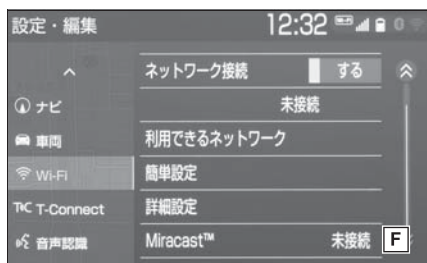 設定・編集
12:32
0
ネットワーク接続 する
未接続
ナビ
利用できるネットワーク
車両
Wi-Fi
簡単設定
T-Connect
詳細設定
音声認識
Miracast™ 未接続 F